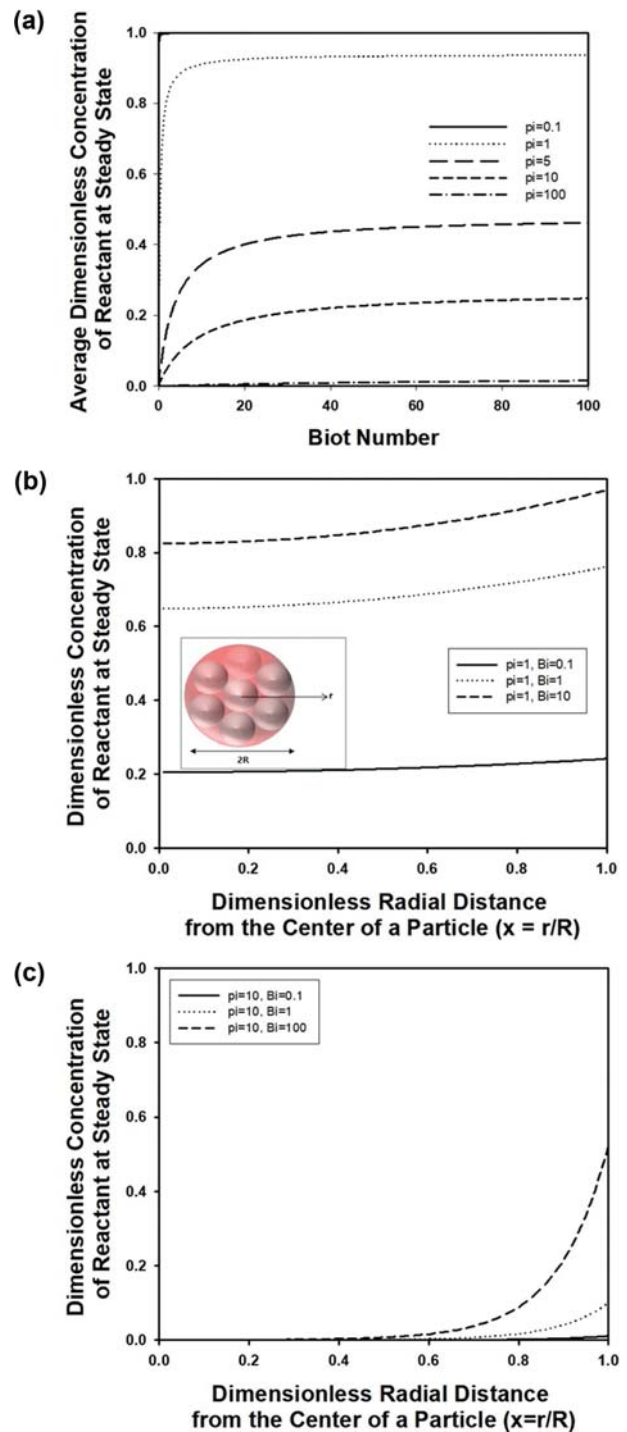 (a)
Average Dimensionless Concentration
of Reactant at Steady State
1.0
0.8
0.6
0.4
0.2
0.0
pi=0.1
pi=1
pi=5
pi=10
pi=100
0
20
40
60
80
100
Biot Number
(b)
Dimensionless Concentration
of Reactant at Steady State
1.0
0.8
0.6
0.4
0.2
0.0
r
2R
pi=1, Bi=0.1
pi=1, Bi=1
pi=1, Bi=10
0.0
0.2
0.4
0.6
0.8
1.0
Dimensionless Radial Distance
from the Center of a Particle (x = r/R)
(c)
Dimensionless Concentration
of Reactant at Steady State
1.0
0.8
0.6
0.4
0.2
0.0
pi=10, Bi=0.1
pi=10, Bi=1
pi=10, Bi=100
0.0
0.2
0.4
0.6
0.8
1.0
Dimensionless Radial Distance
from the Center of a Particle (x=r/R)